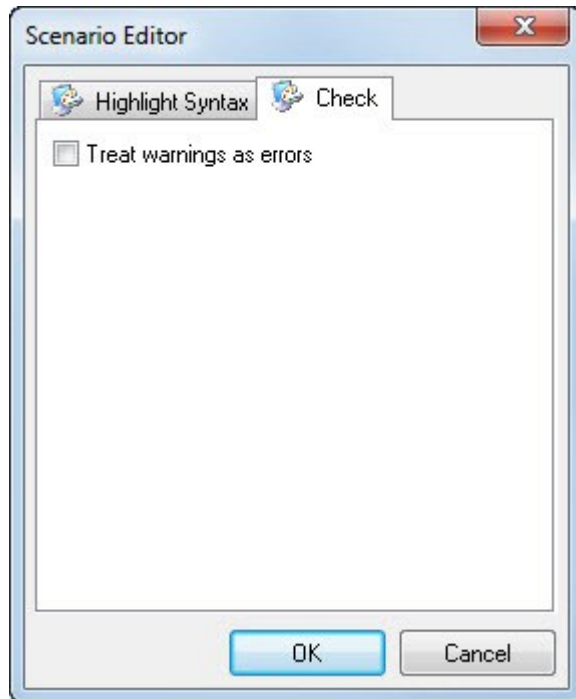 Scenario Editor
Highlight Syntax Check
Treat warnings as errors
OK Cancel